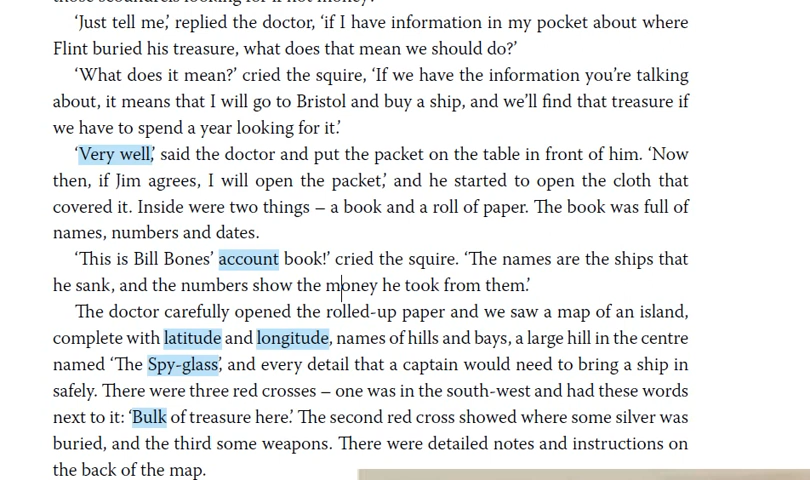 'Just tell me,' replied the doctor, 'if I have information in my pocket about where
Flint buried his treasure, what does that mean we should do?'
'What does it mean?' cried the squire, 'If we have the information you're talking
about, it means that I will go to Bristol and buy a ship, and we'll find that treasure if
we have to spend a year looking for it.'
'Very well,' said the doctor and put the packet on the table in front of him. 'Now
then, if Jim agrees, I will open the packet,' and he started to open the cloth that
covered it. Inside were two things – a book and a roll of paper. The book was full of
names, numbers and dates.
'This is Bill Bones' account book!' cried the squire. 'The names are the ships that
he sank, and the numbers show the money he took from them.'
The doctor carefully opened the rolled-up paper and we saw a map of an island,
complete with latitude and longitude, names of hills and bays, a large hill in the centre
named 'The Spy-glass', and every detail that a captain would need to bring a ship in
safely. There were three red crosses – one was in the south-west and had these words
next to it: 'Bulk of treasure here.' The second red cross showed where some silver was
buried, and the third some weapons. There were detailed notes and instructions on
the back of the map.